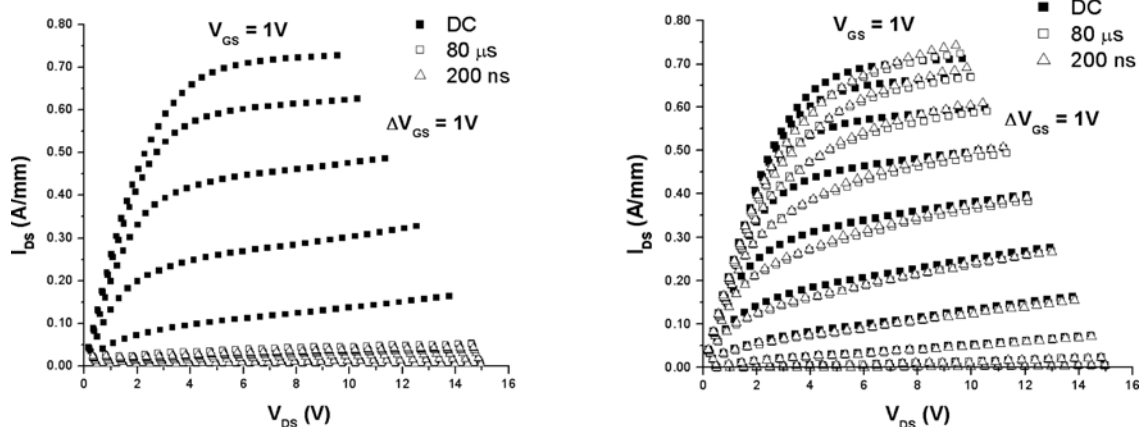 V_GS = 1V
■ DC
□ 80 μs
△ 200 ns
ΔV_GS = 1V
I_DS (A/mm)
0.80
0.70
0.60
0.50
0.40
0.30
0.20
0.10
0.00
0 2 4 6 8 10 12 14 16
V_DS (V)
V_GS = 1V
■ DC
□ 80 μs
△ 200 ns
ΔV_GS = 1V
I_DS (A/mm)
0.80
0.70
0.60
0.50
0.40
0.30
0.20
0.10
0.00
0 2 4 6 8 10 12 14 16
V_DS (V)